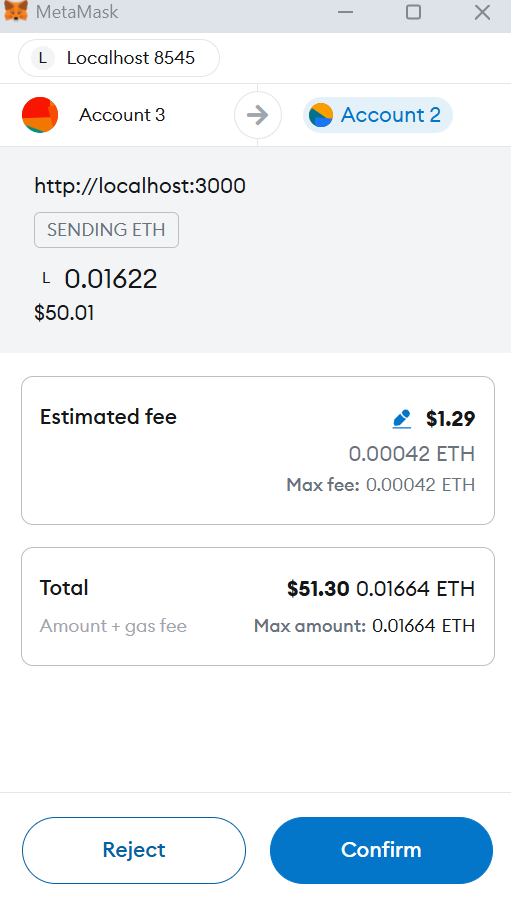 MetaMask
L Localhost 8545
Account 3 Account 2
http://localhost:3000
SENDING ETH
L 0.01622
$50.01
Estimated fee $1.29
0.00042 ETH
Max fee: 0.00042 ETH
Total $51.30 0.01664 ETH
Amount + gas fee Max amount: 0.01664 ETH
Reject Confirm